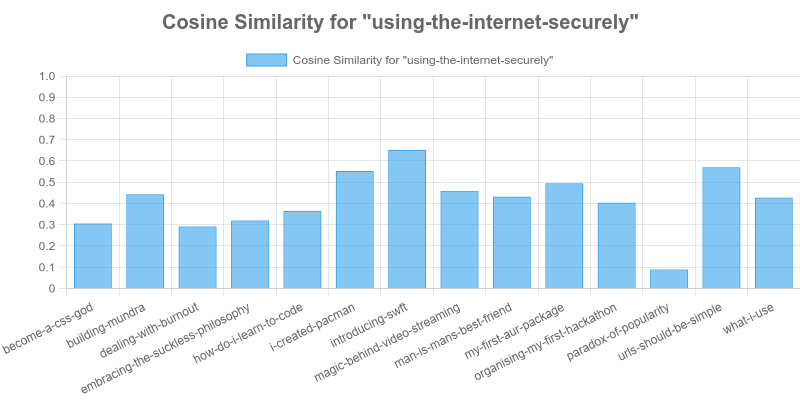 Cosine Similarity for "using-the-internet-securely"
Cosine Similarity for "using-the-internet-securely"
1.0
0.9
0.8
0.7
0.6
0.5
0.4
0.3
0.2
0.1
0
become-a-css-god
building-mundra
dealing-with-burnout
embracing-the-suckless-philosophy
how-do-i-learn-to-code
i-created-pacman
introducing-swft
magic-behind-video-streaming
man-is-mans-best-friend
my-first-aur-package
organising-my-first-hackathon
paradox-of-popularity
urls-should-be-simple
what-i-use